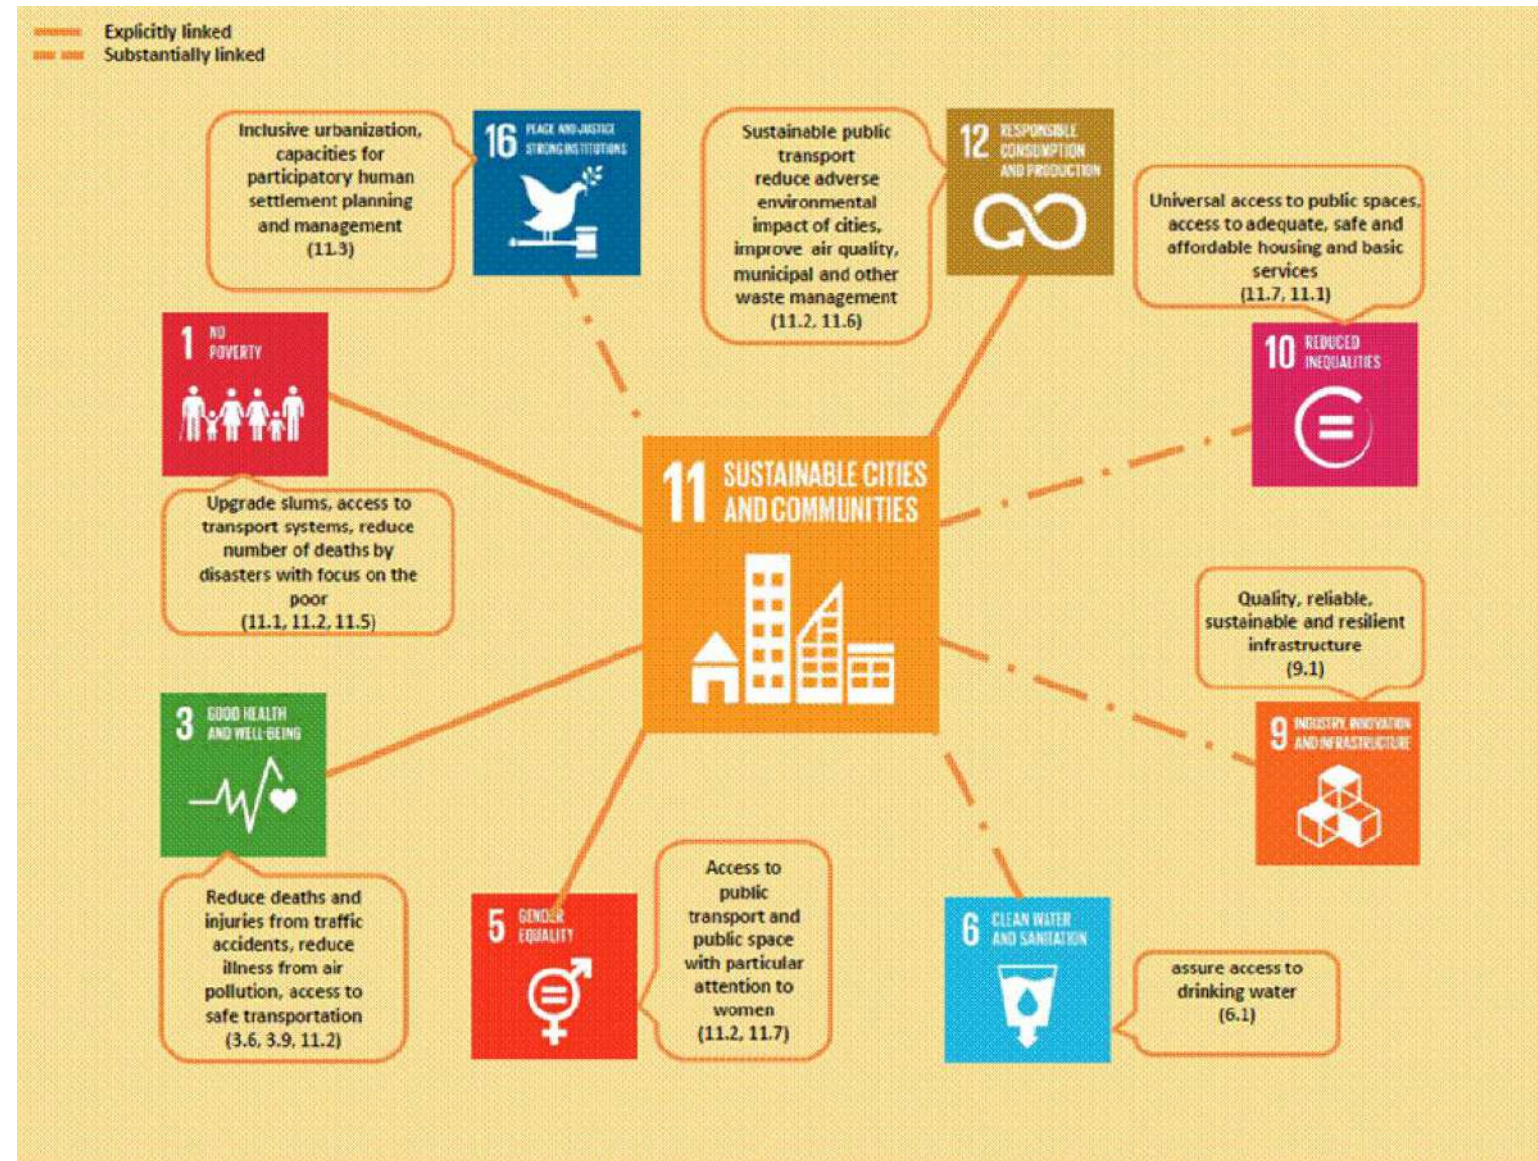 Explicitly linked
Substantially linked
Inclusive urbanization,
capacities for
participatory human
settlement planning
and management
(11.3)
16 PEACE AND JUSTICE
STRONG INSTITUTIONS
Sustainable public
transport
reduce adverse
environmental
impact of cities,
improve air quality,
municipal and other
waste management
(11.2, 11.6)
12 RESPONSIBLE
CONSUMPTION
AND PRODUCTION
Universal access to public spaces,
access to adequate, safe and
affordable housing and basic
services
(11.7, 11.1)
10 REDUCED
INEQUALITIES
1 NO
POVERTY
Upgrade slums, access to
transport systems, reduce
number of deaths by
disasters with focus on the
poor
(11.1, 11.2, 11.5)
11 SUSTAINABLE CITIES
AND COMMUNITIES
Quality, reliable,
sustainable and resilient
infrastructure
(9.1)
9 INDUSTRY, INNOVATION
AND INFRASTRUCTURE
3 GOOD HEALTH
AND WELL-BEING
Reduce deaths and
injuries from traffic
accidents, reduce
illness from air
pollution, access to
safe transportation
(3.6, 3.9, 11.2)
5 GENDER
EQUALITY
Access to
public
transport and
public space
with particular
attention to
women
(11.2, 11.7)
6 CLEAN WATER
AND SANITATION
assure access to
drinking water
(6.1)